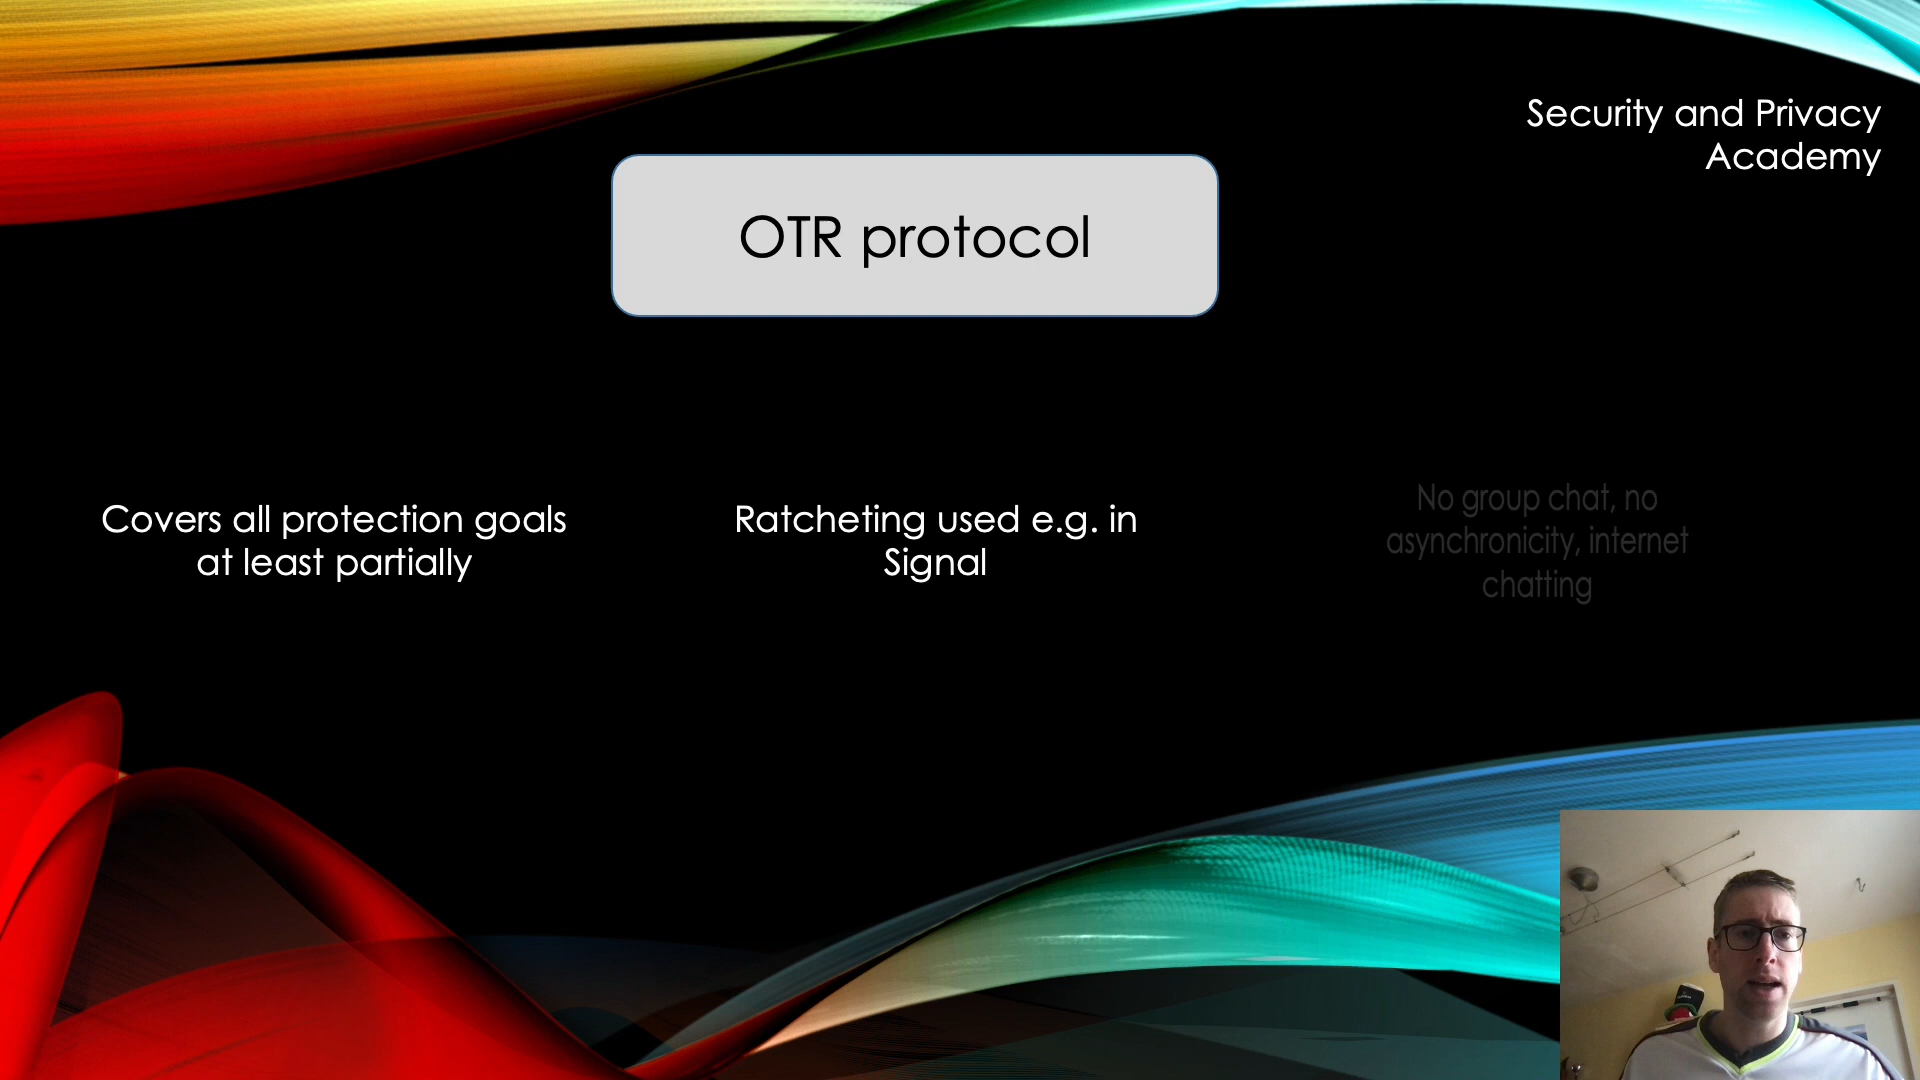 Security and Privacy
Academy
OTR protocol
Covers all protection goals
at least partially
Ratcheting used e.g. in
Signal
No group chat, no
asynchronicity, internet
chatting